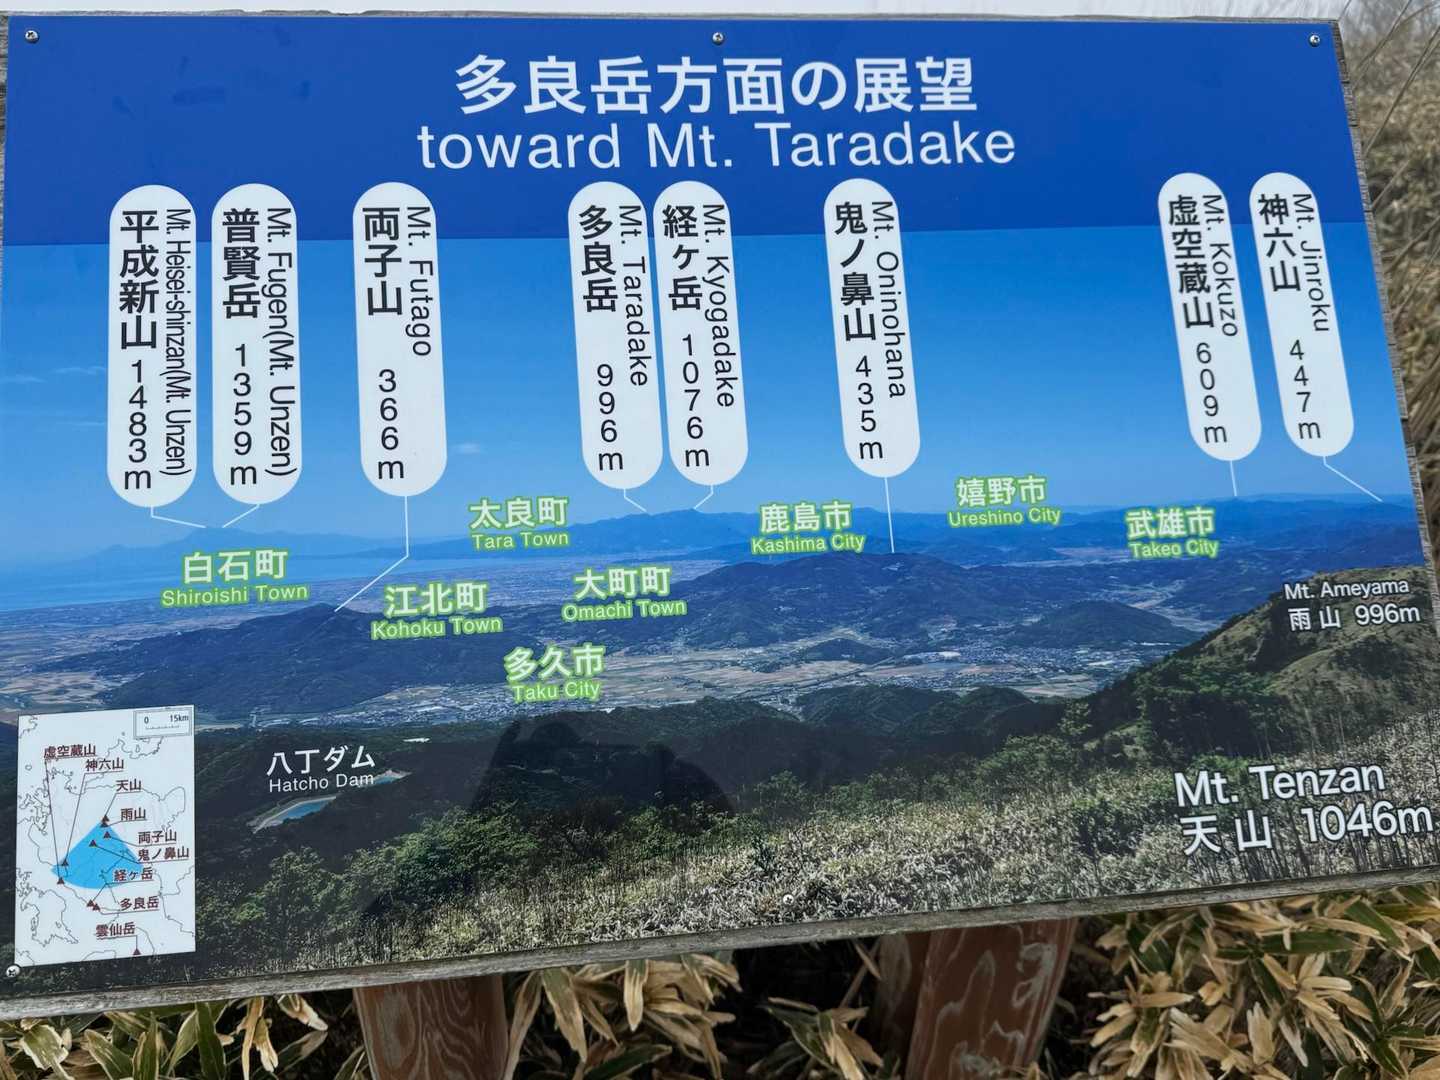 多良岳方面の展望
toward Mt. Taradake
平成新山 1483m
Mt. Heisei-shinzan(Mt. Unzen)
普賢岳 1359m
Mt. Fugen(Mt. Unzen)
両子山 366m
Mt. Futago
多良岳 996m
Mt. Taradake
経ヶ岳 1076m
Mt. Kyogadake
鬼ノ鼻山 435m
Mt. Oninohana
虚空蔵山 609m
Mt. Kokuzo
神六山 447m
Mt. Jinroku
太良町
Tara Town
鹿島市
Kashima City
嬉野市
Ureshino City
武雄市
Takeo City
白石町
Shiroishi Town
江北町
Kohoku Town
大町町
Omachi Town
多久市
Taku City
Mt. Ameyama
雨山 996m
八丁ダム
Hatcho Dam
Mt. Tenzan
天山 1046m
0 15km
虚空蔵山
神六山
天山
雨山
両子山
鬼ノ鼻山
経ヶ岳
多良岳
雲仙岳